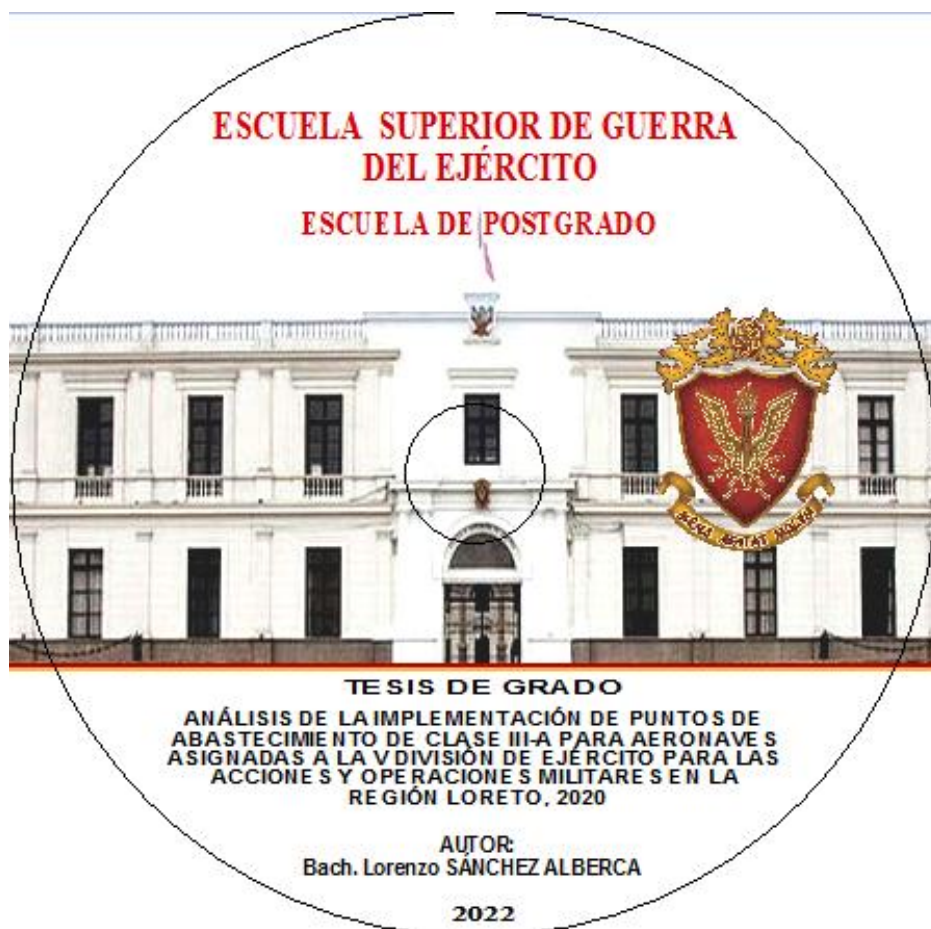 ESCUELA SUPERIOR DE GUERRA
DEL EJÉRCITO
ESCUELA DE POSTGRADO
TESIS DE GRADO
ANÁLISIS DE LA IMPLEMENTACIÓN DE PUNTOS DE
ABASTECIMIENTO DE CLASE III-A PARA AERONAVES
ASIGNADAS A LA V DIVISIÓN DE EJÉRCITO PARA LAS
ACCIONES Y OPERACIONES MILITARES EN LA
REGIÓN LORETO, 2020
AUTOR:
Bach. Lorenzo SÁNCHEZ ALBERCA
2022